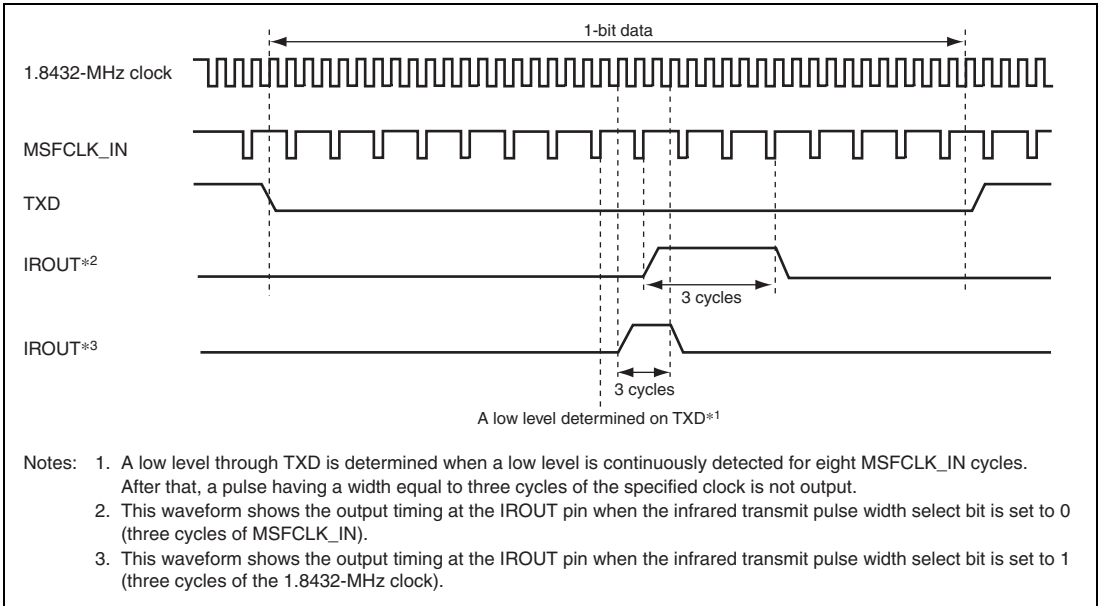 1-bit data
1.8432-MHz clock
MSFCLK_IN
TXD
IROUT*2
3 cycles
IROUT*3
3 cycles
A low level determined on TXD*1
Notes: 1. A low level through TXD is determined when a low level is continuously detected for eight MSFCLK_IN cycles.
After that, a pulse having a width equal to three cycles of the specified clock is not output.
2. This waveform shows the output timing at the IROUT pin when the infrared transmit pulse width select bit is set to 0
(three cycles of MSFCLK_IN).
3. This waveform shows the output timing at the IROUT pin when the infrared transmit pulse width select bit is set to 1
(three cycles of the 1.8432-MHz clock).